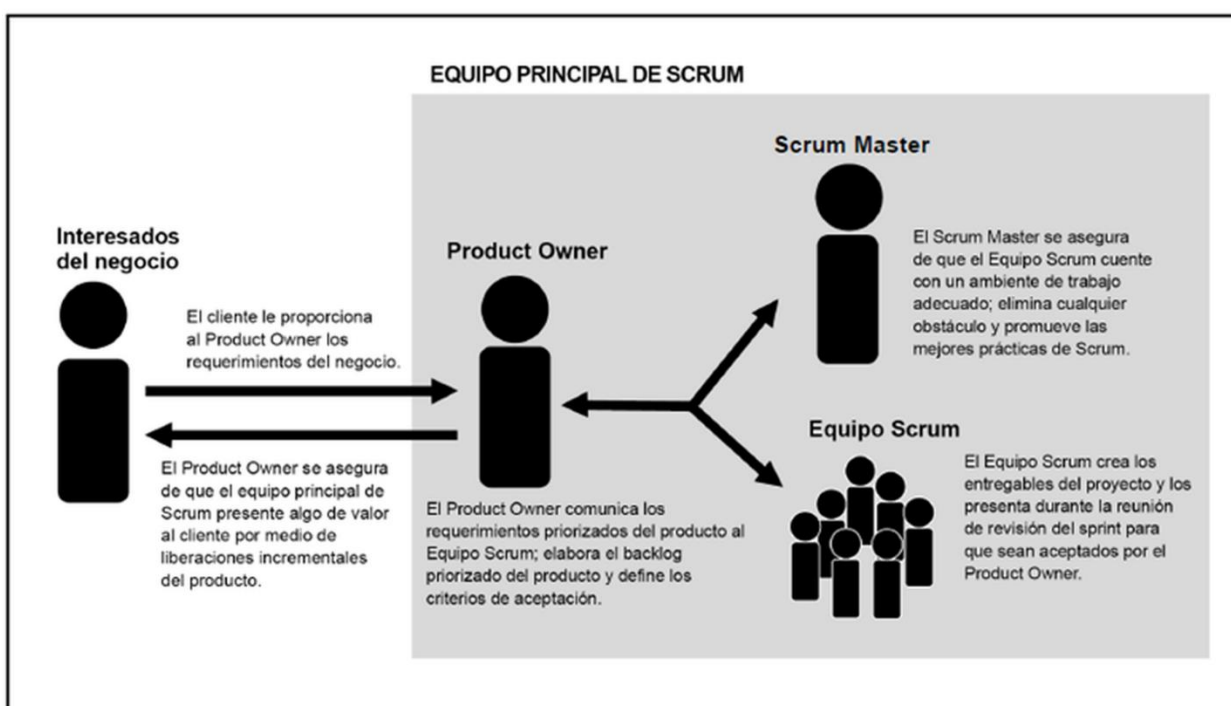 EQUIPO PRINCIPAL DE SCRUM
Interesados
del negocio
El cliente le proporciona
al Product Owner los
requerimientos del negocio.
El Product Owner se asegura
de que el equipo principal de
Scrum presente algo de valor
al cliente por medio de
liberaciones incrementales
del producto.
Product Owner
El Product Owner comunica los
requerimientos priorizados del producto al
Equipo Scrum; elabora el backlog
priorizado del producto y define los
criterios de aceptación.
Scrum Master
El Scrum Master se asegura
de que el Equipo Scrum cuente
con un ambiente de trabajo
adecuado; elimina cualquier
obstáculo y promueve las
mejores prácticas de Scrum.
Equipo Scrum
El Equipo Scrum crea los
entregables del proyecto y los
presenta durante la reunión
de revisión del sprint para
que sean aceptados por el
Product Owner.